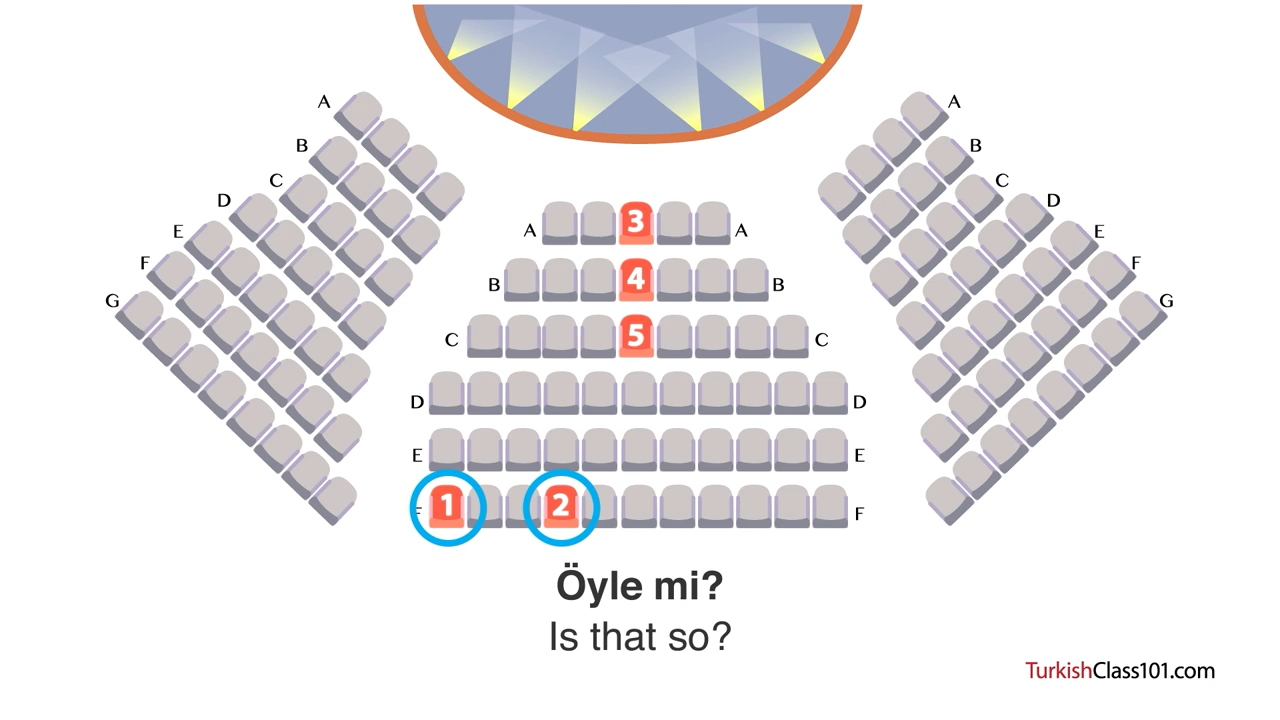 A
A
B
B
C
C
D
D
E
E
F
F
G
G
A 3 A
B 4 B
C 5 C
D D
E E
F 1 2 F
Öyle mi?
Is that so?
TurkishClass101.com